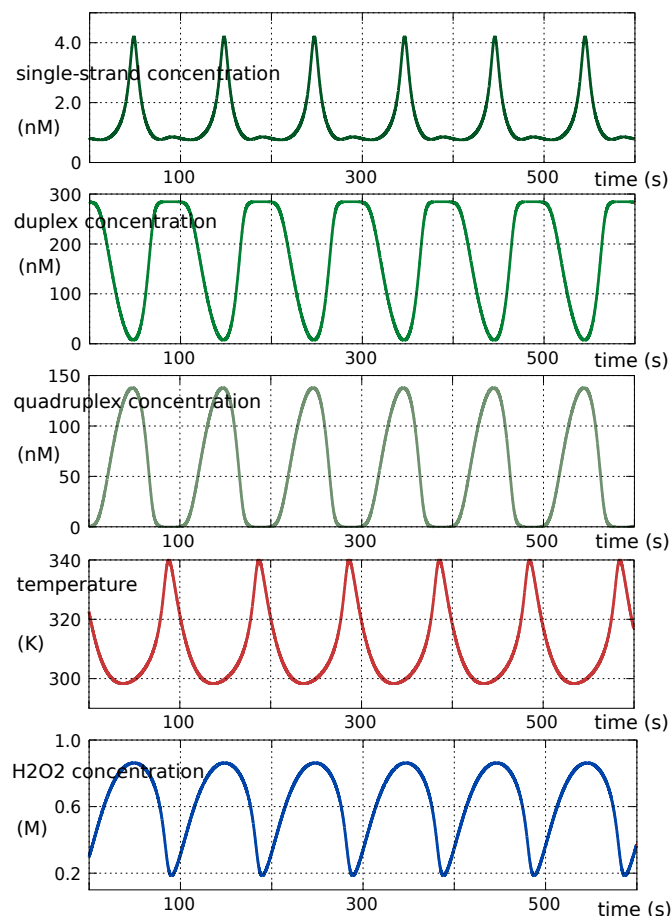 4.0
single-strand concentration
2.0
(nM)
0
100 300 500 time (s)
300
duplex concentration
200
(nM)
100
0
100 300 500 time (s)
150
quadruplex concentration
100
(nM)
50
0
100 300 500 time (s)
340
temperature
320
(K)
300
100 300 500 time (s)
1.0
H2O2 concentration
0.6
(M)
0.2
100 300 500 time (s)